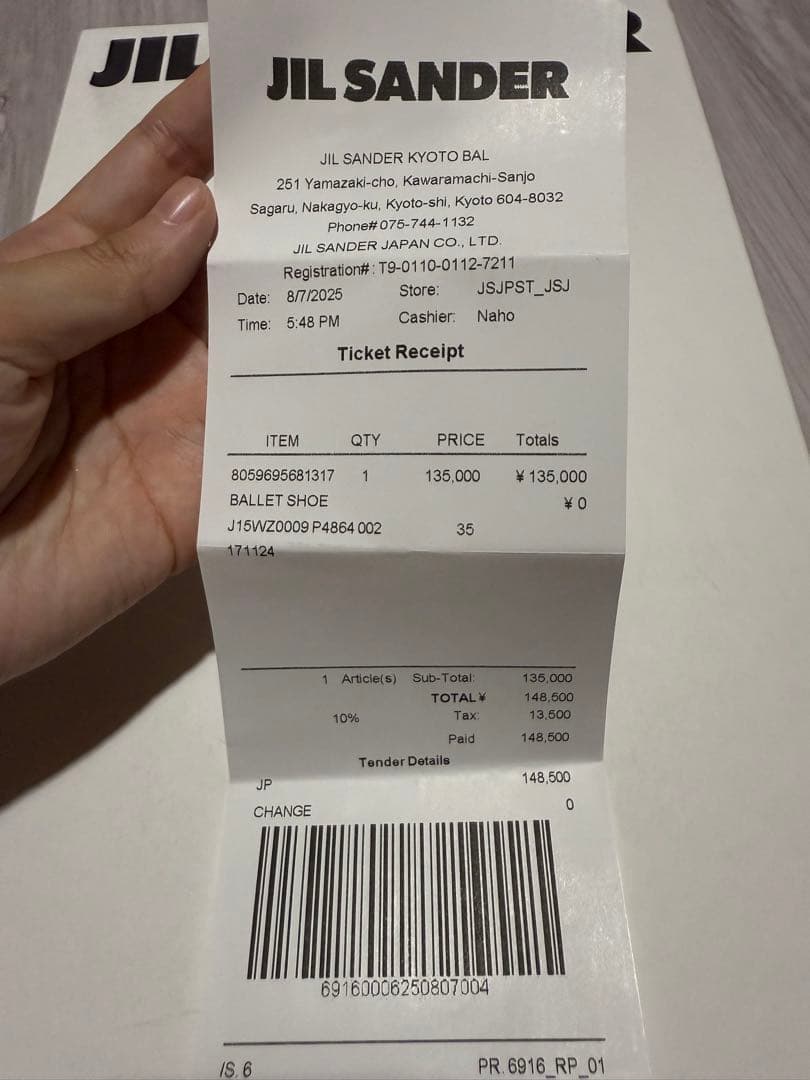 JIL
R
JIL SANDER
JIL SANDER KYOTO BAL
251 Yamazaki-cho, Kawaramachi-Sanjo
Sagaru, Nakagyo-ku, Kyoto-shi, Kyoto 604-8032
Phone# 075-744-1132
JIL SANDER JAPAN CO., LTD.
Registration# : T9-0110-0112-7211
Date: 8/7/2025 Store: JSJPST_JSJ
Time: 5:48 PM Cashier: Naho
Ticket Receipt
ITEM QTY PRICE Totals
8059695681317 1 135,000 ¥ 135,000
BALLET SHOE ¥ 0
J15WZ0009 P4864 002 35
171124
1 Article(s) Sub-Total: 135,000
TOTAL ¥ 148,500
10% Tax: 13,500
Paid 148,500
Tender Details
JP 148,500
CHANGE 0
69160006250807004
/S. 6 PR. 6916_RP_01